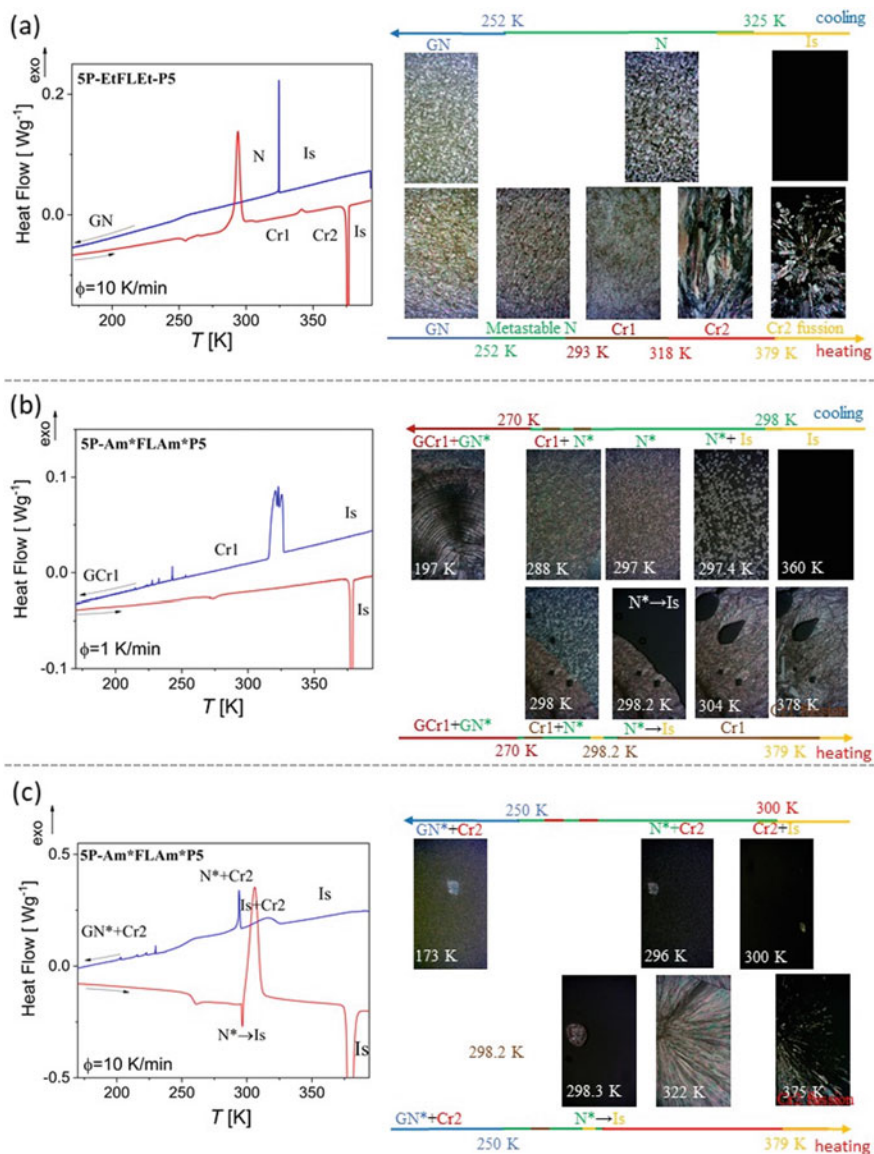 (a)
exo
5P-EtFLEt-P5
0.2
0.0
Heat Flow [ Wg-1]
N
Is
GN
Cr1
Cr2
Is
ϕ=10 K/min
250
300
350
T [K]
252 K
325 K
cooling
GN
N
Is
GN
Metastable N
Cr1
Cr2
Cr2 fusion
252 K
293 K
318 K
379 K
heating
(b)
exo
5P-Am*FLAm*P5
0.1
0.0
-0.1
Heat Flow [ Wg-1]
Is
Cr1
GCr1
Is
ϕ=1 K/min
200
250
300
350
T [K]
270 K
298 K
cooling
GCr1+GN*
Cr1+ N*
N*
N*+ Is
Is
197 K
288 K
297 K
297.4 K
360 K
N*→Is
298 K
298.2 K
304 K
378 K
GCr1+GN*
Cr1+N*
N*→Is
Cr1
270 K
298.2 K
379 K
heating
(c)
exo
5P-Am*FLAm*P5
0.5
0.0
-0.5
Heat Flow [ Wg-1]
N*+Cr2
Is+Cr2
Is
GN*+Cr2
N*→Is
Is
ϕ=10 K/min
200
250
300
350
T [K]
250 K
300 K
cooling
GN*+Cr2
N*+Cr2
Cr2+Is
173 K
296 K
300 K
298.2 K
298.3 K
322 K
375 K
GN*+Cr2
N*→Is
250 K
379 K
heating